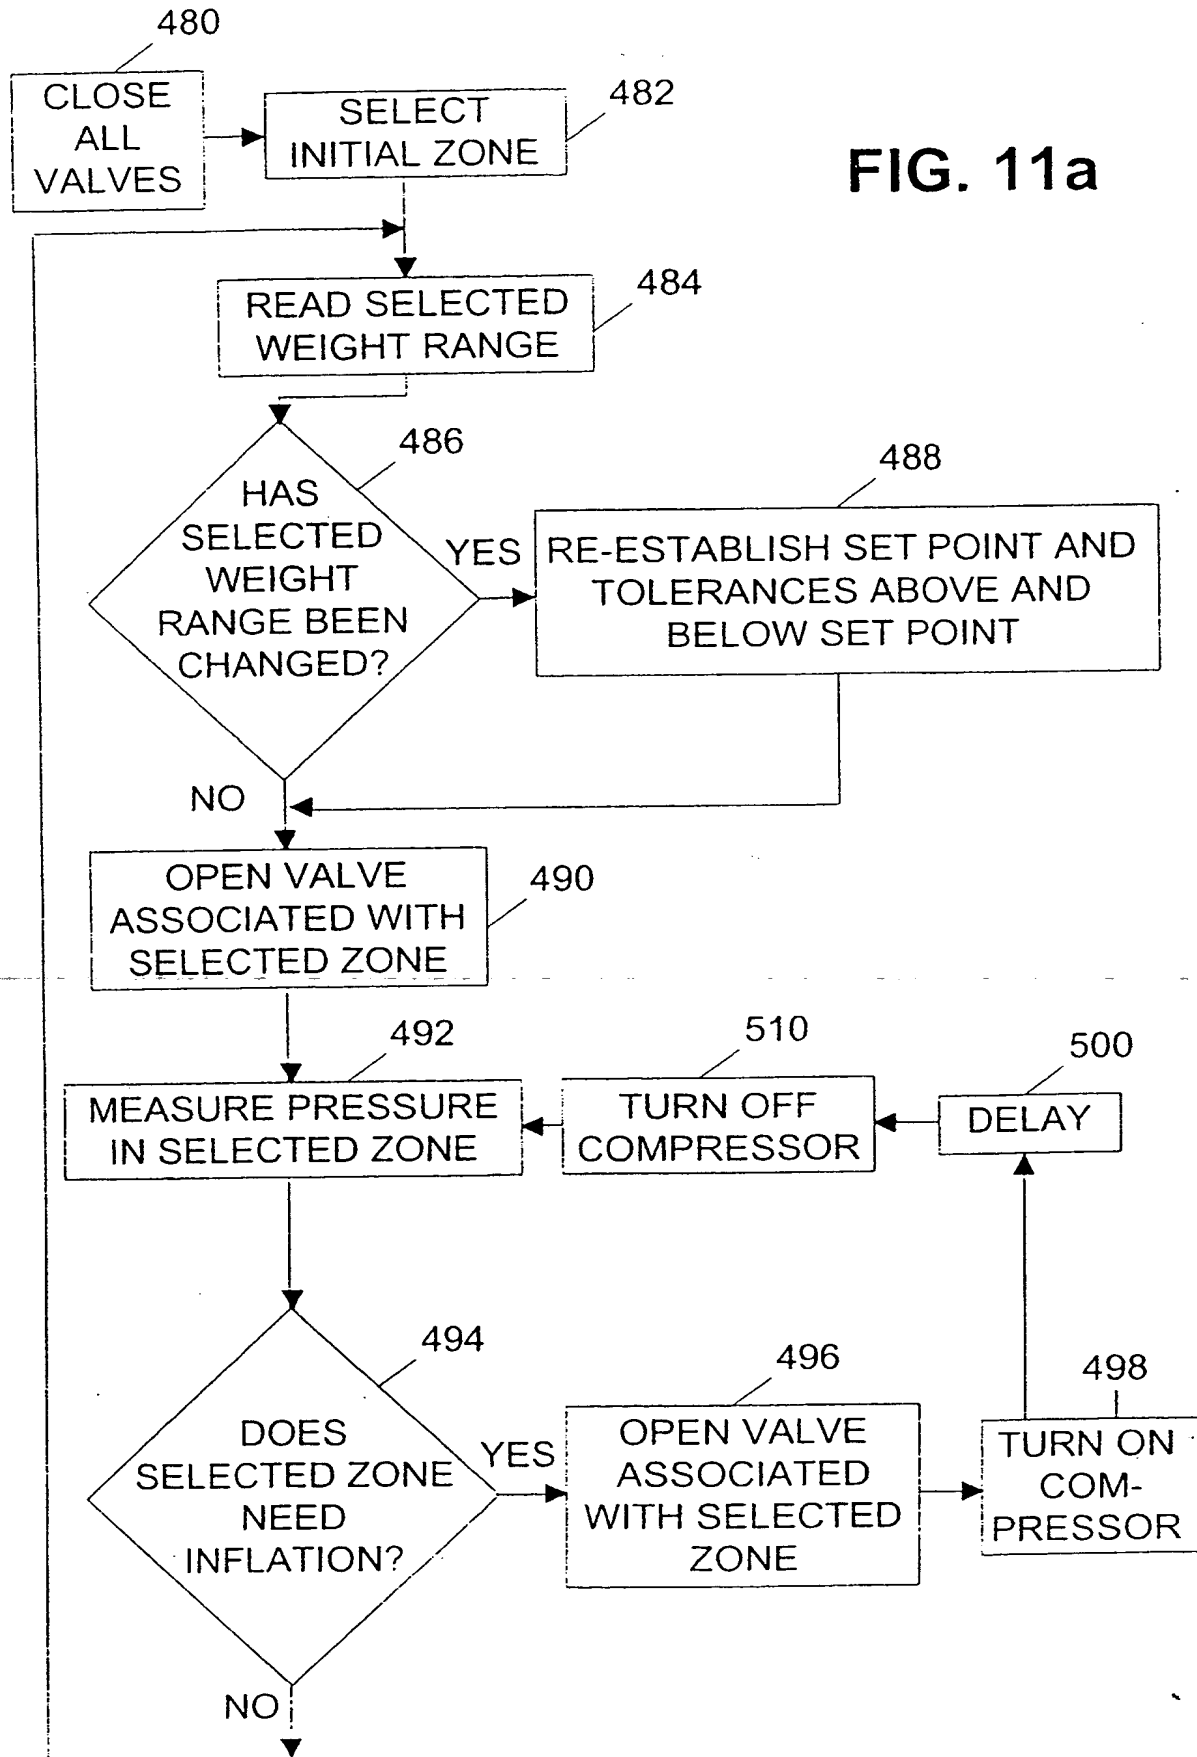 480
CLOSE
ALL
VALVES
SELECT
INITIAL ZONE
482
FIG. 11a
READ SELECTED
WEIGHT RANGE
484
486
HAS
SELECTED
WEIGHT
RANGE BEEN
CHANGED?
YES
488
RE-ESTABLISH SET POINT AND
TOLERANCES ABOVE AND
BELOW SET POINT
NO
OPEN VALVE
ASSOCIATED WITH
SELECTED ZONE
490
492
MEASURE PRESSURE
IN SELECTED ZONE
510
TURN OFF
COMPRESSOR
500
DELAY
494
DOES
SELECTED ZONE
NEED
INFLATION?
YES
496
OPEN VALVE
ASSOCIATED
WITH SELECTED
ZONE
498
TURN ON
COM-
PRESSOR
NO